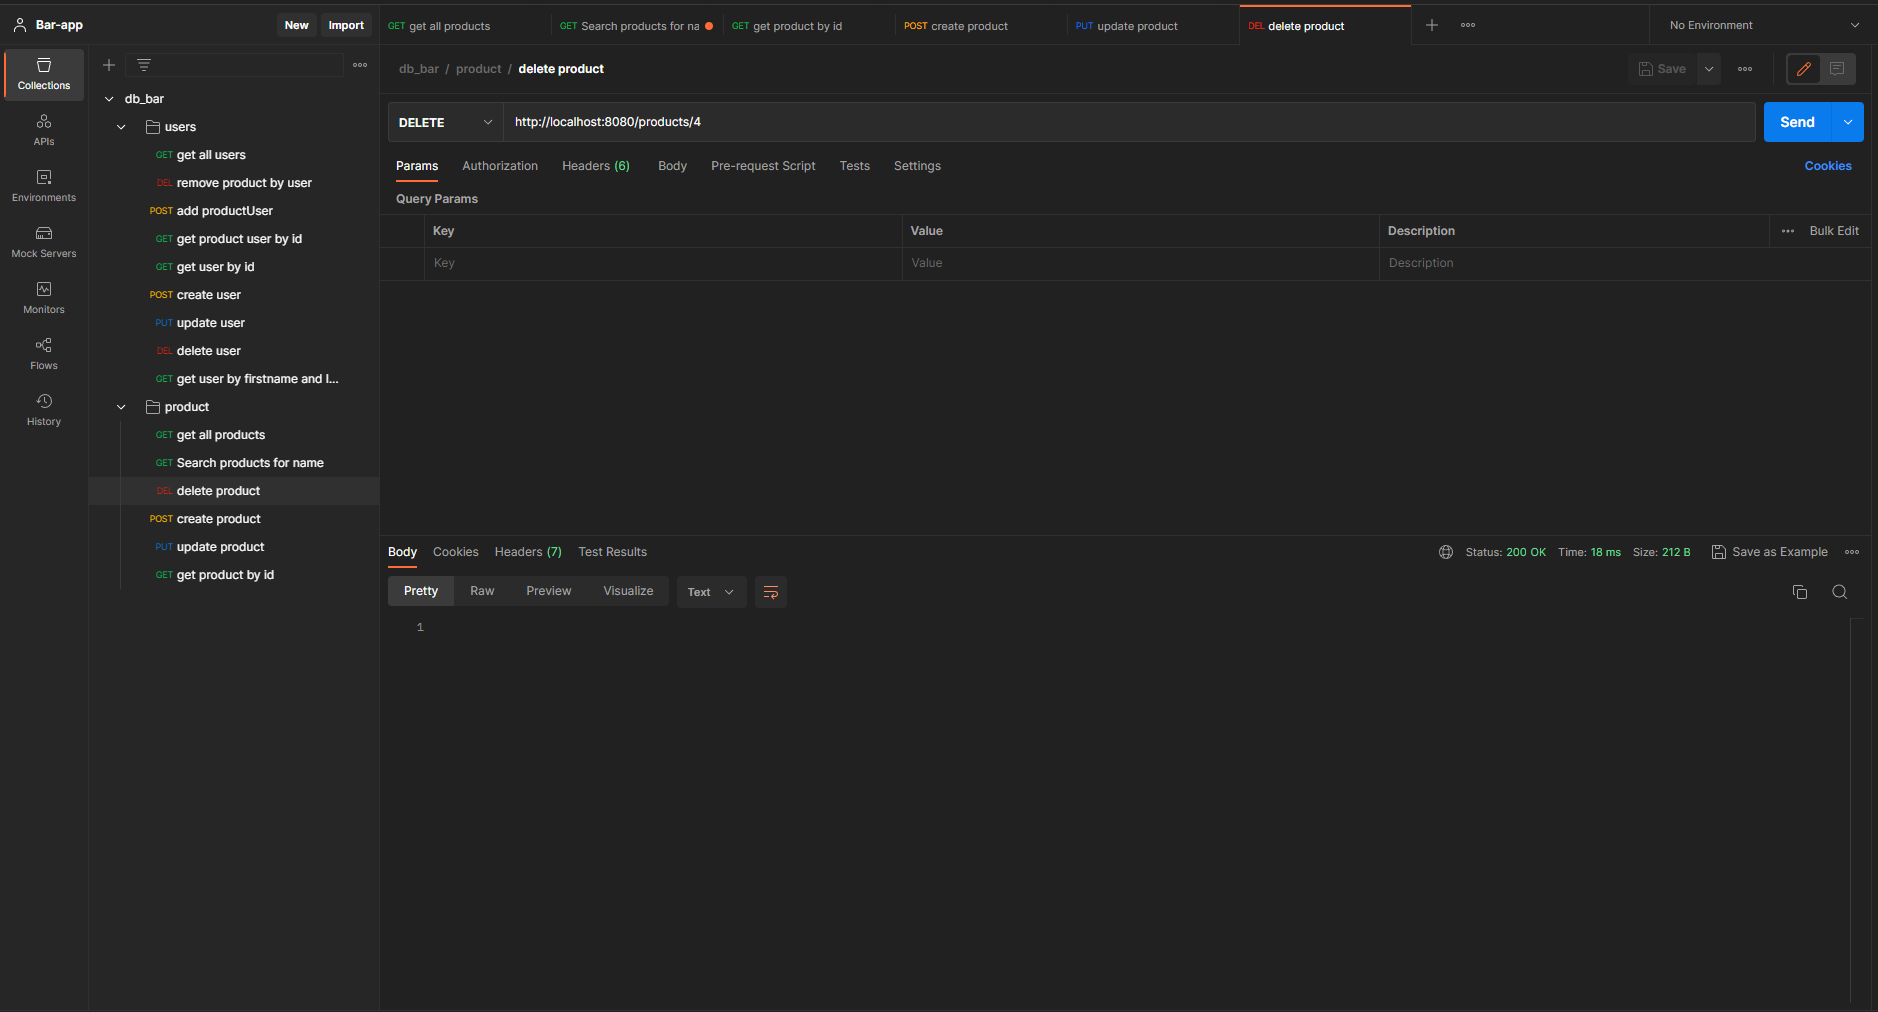 Bar-app
New
Import
GET get all products
GET Search products for na
GET get product by id
POST create product
PUT update product
DEL delete product
No Environment
Collections
APIs
Environments
Mock Servers
Monitors
Flows
History
db_bar
users
GET get all users
DEL remove product by user
POST add productUser
GET get product user by id
GET get user by id
POST create user
PUT update user
DEL delete user
GET get user by firstname and l...
product
GET get all products
GET Search products for name
DEL delete product
POST create product
PUT update product
GET get product by id
db_bar / product / delete product
Save
DELETE
http://localhost:8080/products/4
Send
Params
Authorization
Headers (6)
Body
Pre-request Script
Tests
Settings
Cookies
Query Params
Key
Value
Description
Bulk Edit
Key
Value
Description
Body
Cookies
Headers (7)
Test Results
Status: 200 OK
Time: 18 ms
Size: 212 B
Save as Example
Pretty
Raw
Preview
Visualize
Text
1